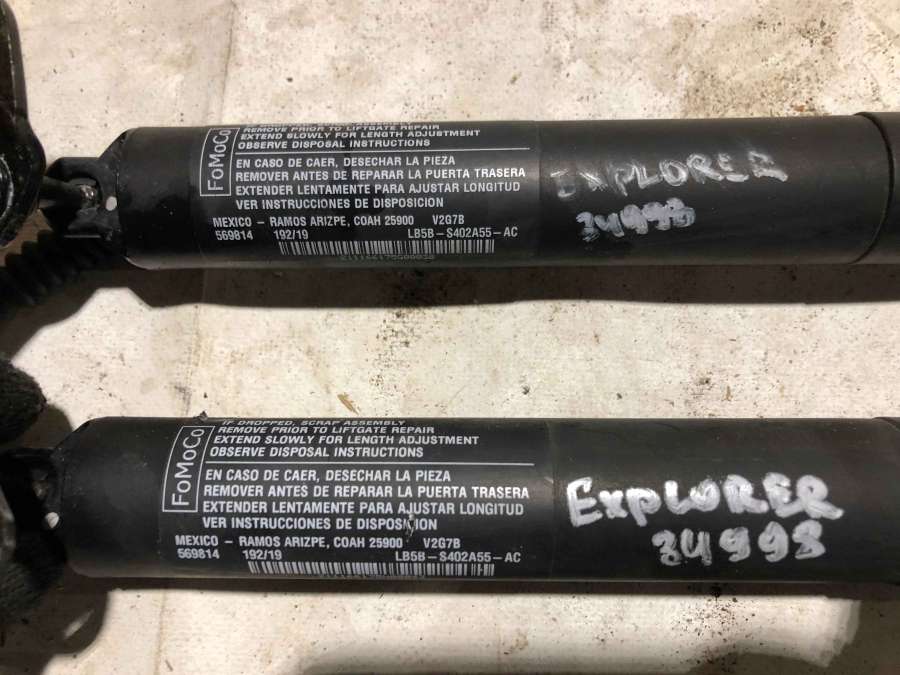 FoMoCo
REMOVE PRIOR TO LIFTGATE REPAIR
EXTEND SLOWLY FOR LENGTH ADJUSTMENT
OBSERVE DISPOSAL INSTRUCTIONS
EN CASO DE CAER, DESECHAR LA PIEZA
REMOVER ANTES DE REPARAR LA PUERTA TRASERA
EXTENDER LENTAMENTE PARA AJUSTAR LONGITUD
VER INSTRUCCIONES DE DISPOSICION
MEXICO - RAMOS ARIZPE, COAH 25900 V2G7B
569814 192/19 LB5B-S402A55-AC
EXPLORER
34998
FoMoCo
IF DROPPED, SCRAP ASSEMBLY
REMOVE PRIOR TO LIFTGATE REPAIR
EXTEND SLOWLY FOR LENGTH ADJUSTMENT
OBSERVE DISPOSAL INSTRUCTIONS
EN CASO DE CAER, DESECHAR LA PIEZA
REMOVER ANTES DE REPARAR LA PUERTA TRASERA
EXTENDER LENTAMENTE PARA AJUSTAR LONGITUD
VER INSTRUCCIONES DE DISPOSICION
MEXICO - RAMOS ARIZPE, COAH 25900 V2G7B
569814 192/19 LB5B-S402A55-AC
EXPLORER
34998